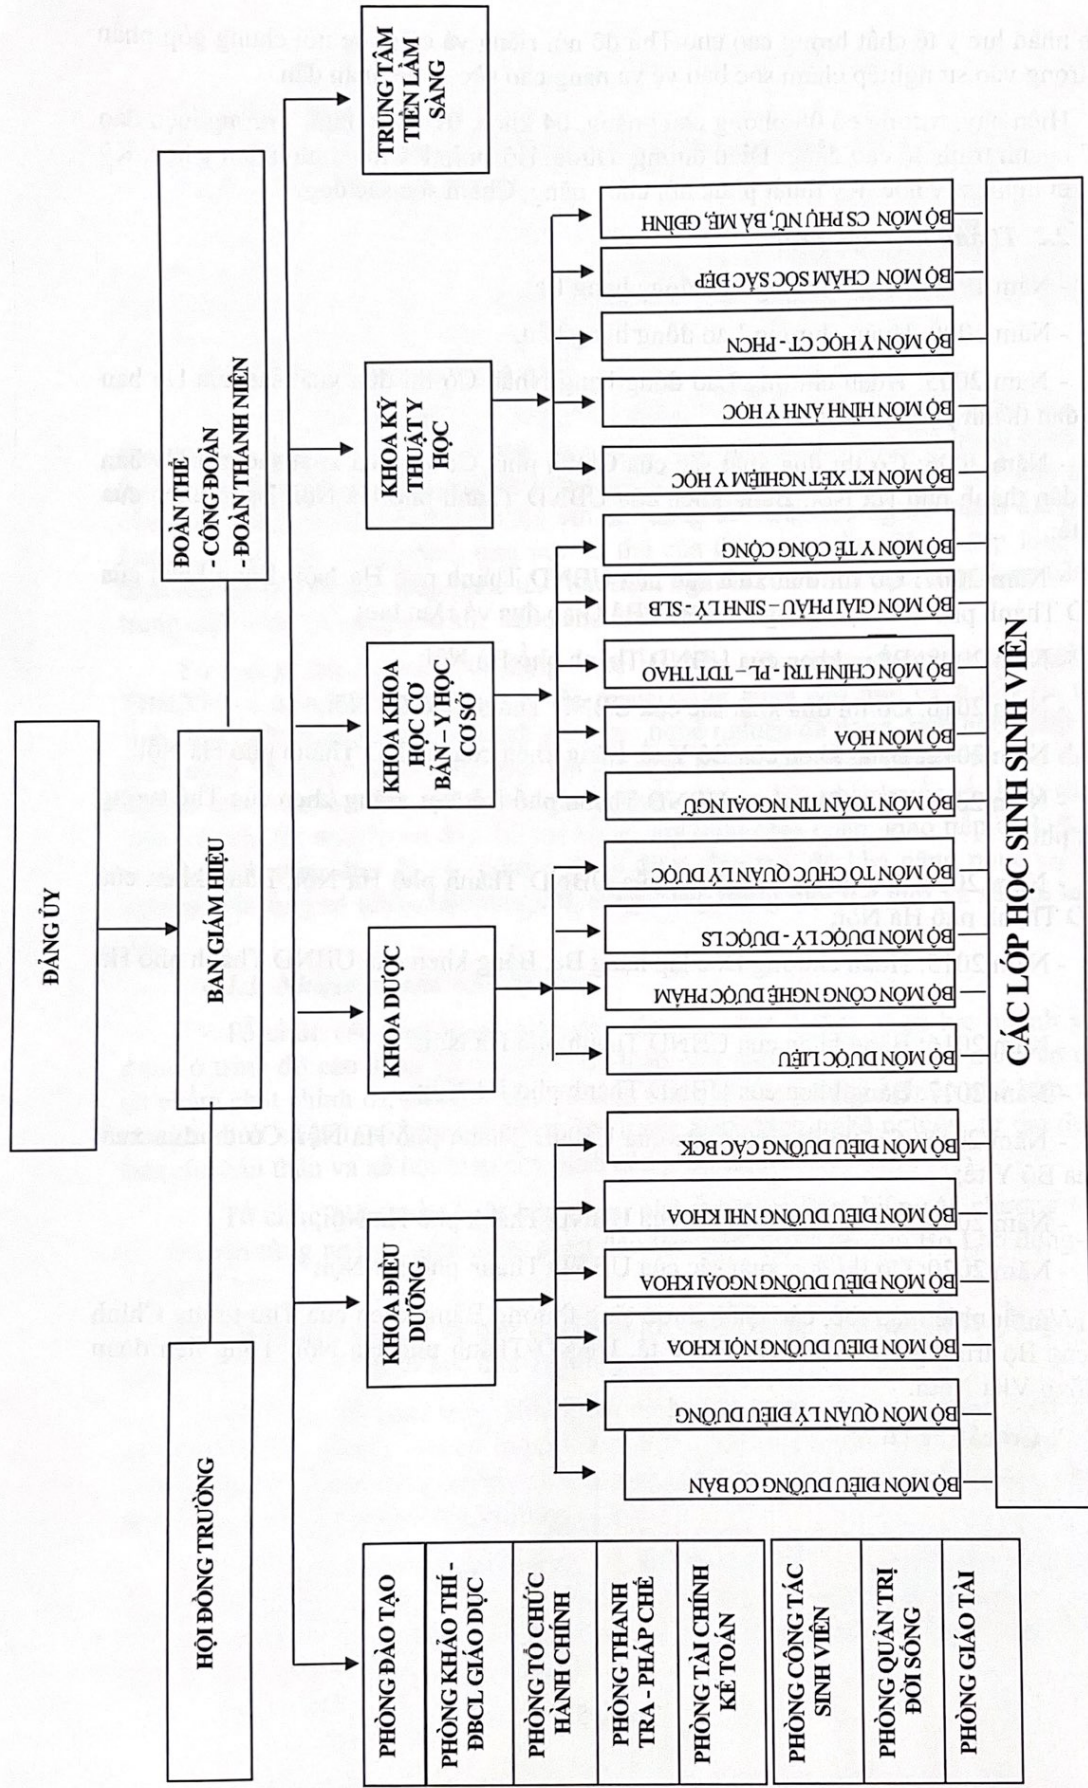 ĐẢNG ỦY
HỘI ĐỒNG TRƯỜNG
BAN GIÁM HIỆU
ĐOÀN THỂ
- CÔNG ĐOÀN
- ĐOÀN THANH NIÊN
PHÒNG ĐÀO TẠO
PHÒNG KHẢO THÍ -
ĐBCL GIÁO DỤC
PHÒNG TỔ CHỨC
HÀNH CHÍNH
PHÒNG THANH
TRA - PHÁP CHẾ
PHÒNG TÀI CHÍNH
KẾ TOÁN
PHÒNG CÔNG TÁC
SINH VIÊN
PHÒNG QUẢN TRỊ
ĐỜI SỐNG
PHÒNG GIAO TÀI
KHOA ĐIỀU
DƯỠNG
KHOA DƯỢC
KHOA KHOA
HỌC CƠ
BẢN – Y HỌC
CƠ SỞ
KHOA KỸ
THUẬT Y
HỌC
TRUNG TÂM
TIỀN LÂM
SÀNG
BỘ MÔN ĐIỀU DƯỠNG CƠ BẢN
BỘ MÔN QUẢN LÝ ĐIỀU DƯỠNG
BỘ MÔN ĐIỀU DƯỠNG NỘI KHOA
BỘ MÔN ĐIỀU DƯỠNG NGOẠI KHOA
BỘ MÔN ĐIỀU DƯỠNG NHI KHOA
BỘ MÔN ĐIỀU DƯỠNG CÁC BCK
BỘ MÔN DƯỢC LIỆU
BỘ MÔN CÔNG NGHỆ DƯỢC PHẨM
BỘ MÔN DƯỢC LÝ - DƯỢC LS
BỘ MÔN TỔ CHỨC QUẢN LÝ DƯỢC
BỘ MÔN TOÁN TIN NGOẠI NGỮ
BỘ MÔN HÓA
BỘ MÔN CHÍNH TRỊ - PL – TDT THAO
BỘ MÔN GIẢI PHẪU – SINH LÝ - SLB
BỘ MÔN Y TẾ CÔNG CỘNG
BỘ MÔN KT XÉT NGHIỆM Y HỌC
BỘ MÔN HÌNH ẢNH Y HỌC
BỘ MÔN Y HỌC CT - PHCN
BỘ MÔN CHĂM SÓC SẮC ĐẸP
BỘ MÔN CS PHỤ NỮ, BÀ MẸ, GĐÌNH
CÁC LỚP HỌC SINH SINH VIÊN